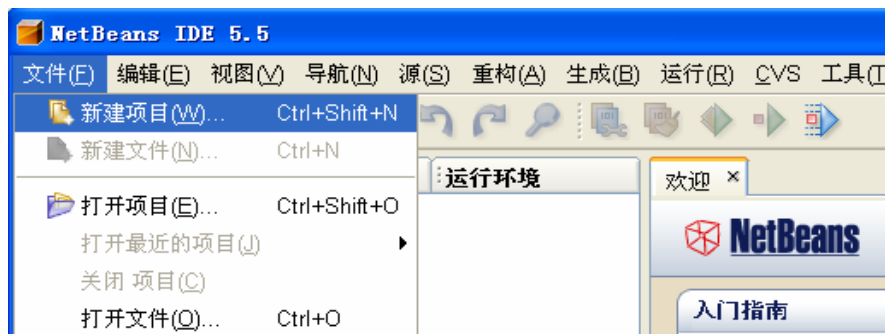 NetBeans IDE 5.5
文件(F) 编辑(E) 视图(V) 导航(N) 源(S) 重构(A) 生成(B) 运行(R) CVS 工具(T
新建项目(W)... Ctrl+Shift+N
新建文件(N)... Ctrl+N
运行环境
欢迎 ×
打开项目(E)... Ctrl+Shift+O
NetBeans
打开最近的项目(J)
关闭 项目(C)
入门指南
打开文件(O)... Ctrl+O